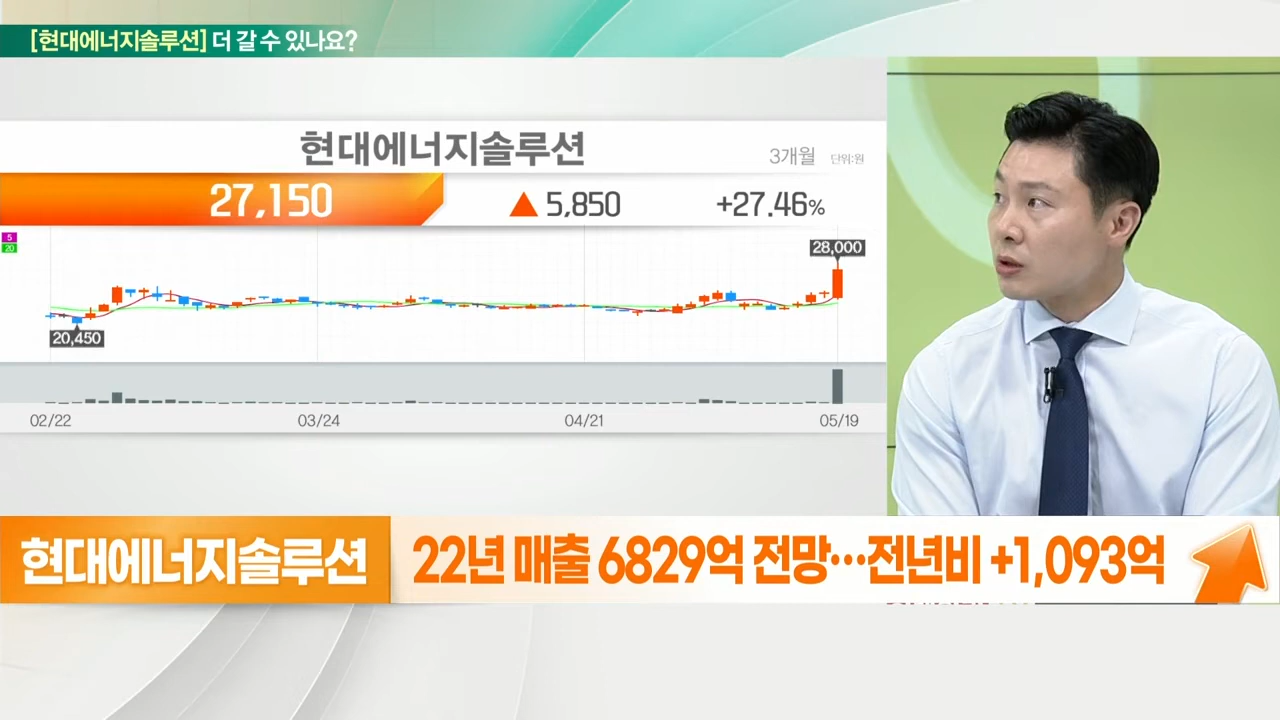 [현대에너지솔루션] 더 갈 수 있나요?
현대에너지솔루션
3개월 단위:원
27,150 ▲ 5,850 +27.46%
5
20
28,000
20,450
02/22 03/24 04/21 05/19
현대에너지솔루션 22년 매출 6829억 전망…전년비 +1,093억